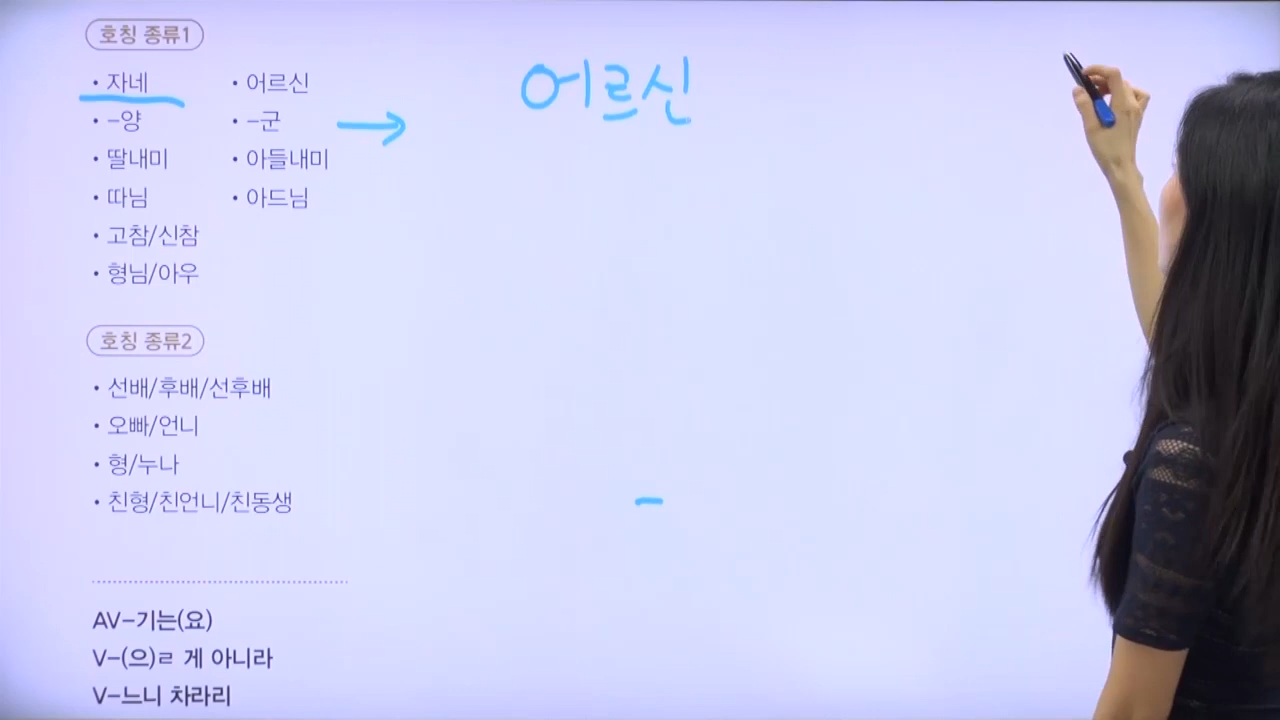 호칭 종류1
• 자네 • 어르신
• -양 • -군
• 딸내미 • 아들내미
• 따님 • 아드님
• 고참/신참
• 형님/아우
어르신
호칭 종류2
• 선배/후배/선후배
• 오빠/언니
• 형/누나
• 친형/친언니/친동생
AV-기는(요)
V-(으)ㄹ 게 아니라
V-느니 차라리